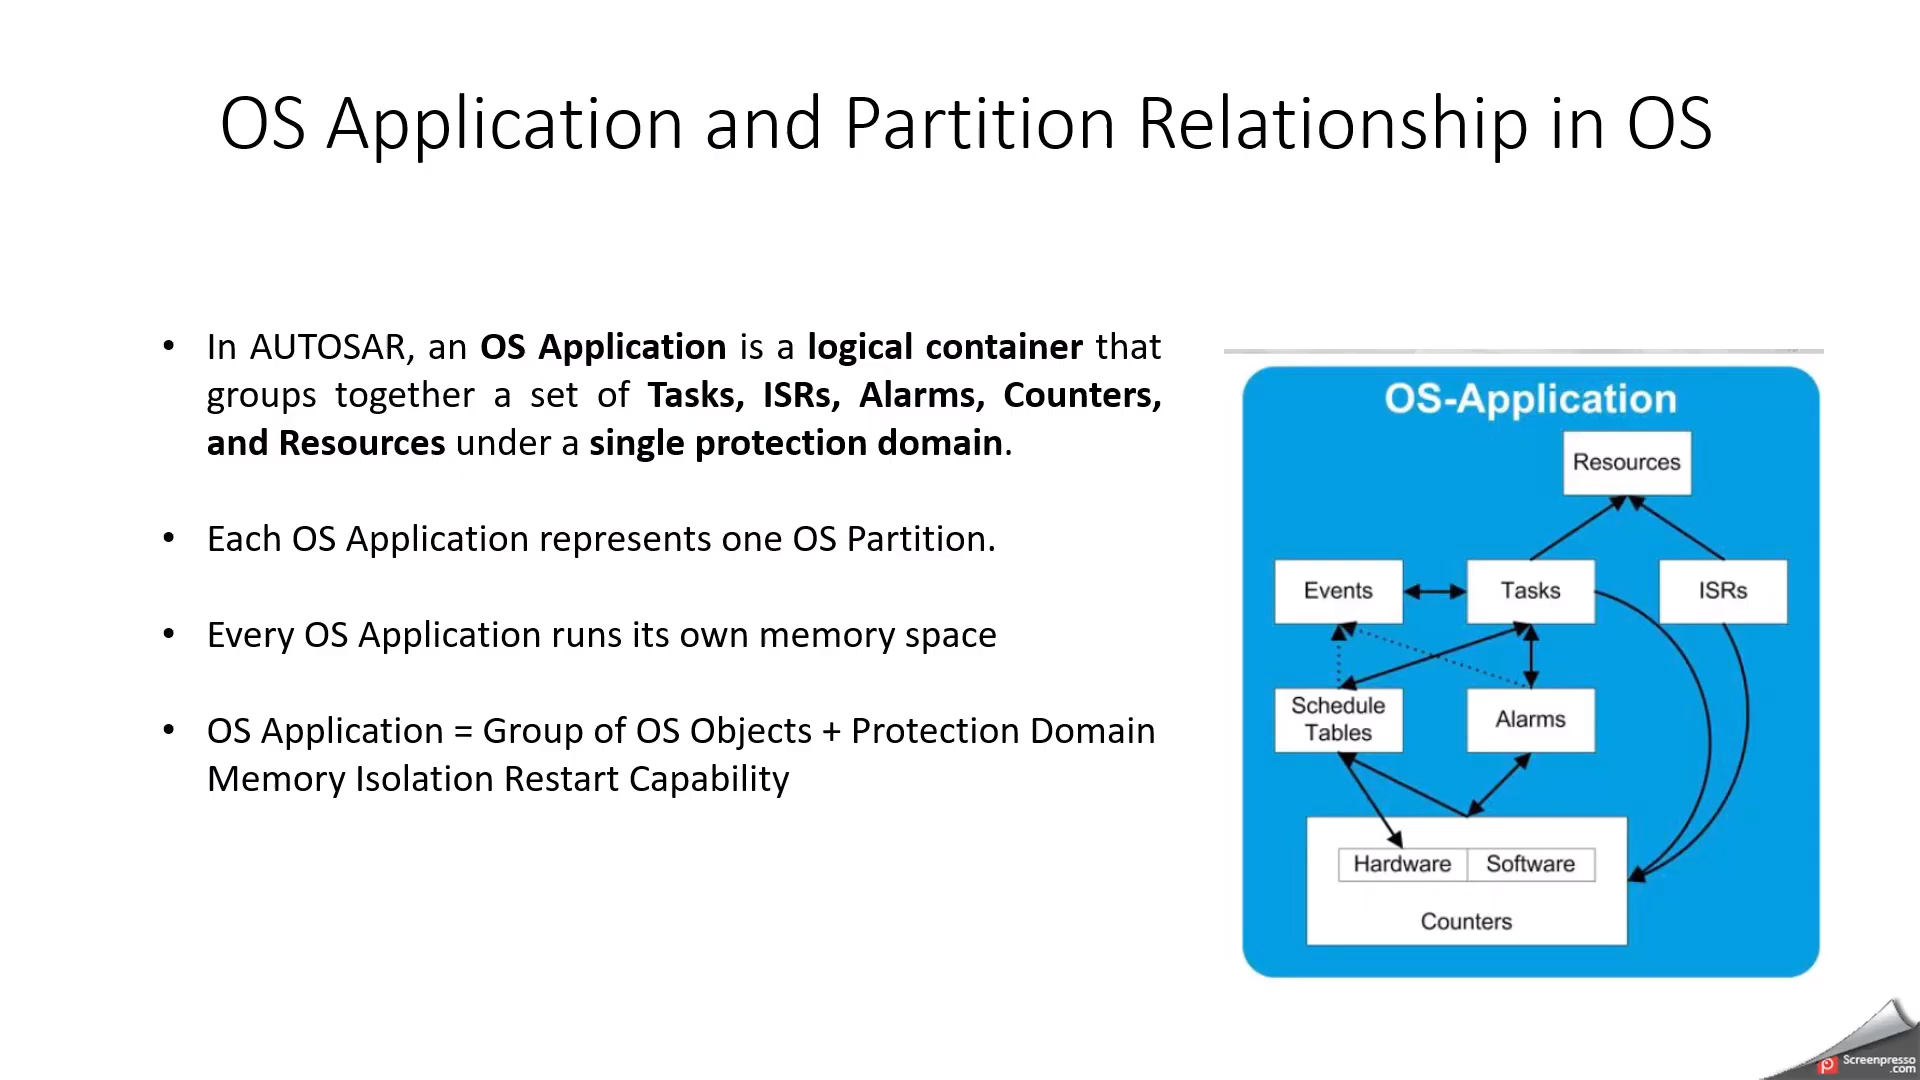 OS Application and Partition Relationship in OS
• In AUTOSAR, an OS Application is a logical container that
groups together a set of Tasks, ISRs, Alarms, Counters,
and Resources under a single protection domain.
• Each OS Application represents one OS Partition.
• Every OS Application runs its own memory space
• OS Application = Group of OS Objects + Protection Domain
Memory Isolation Restart Capability
OS-Application
Resources
Events
Tasks
ISRs
Schedule
Tables
Alarms
Hardware
Software
Counters
Screenpresso
.com